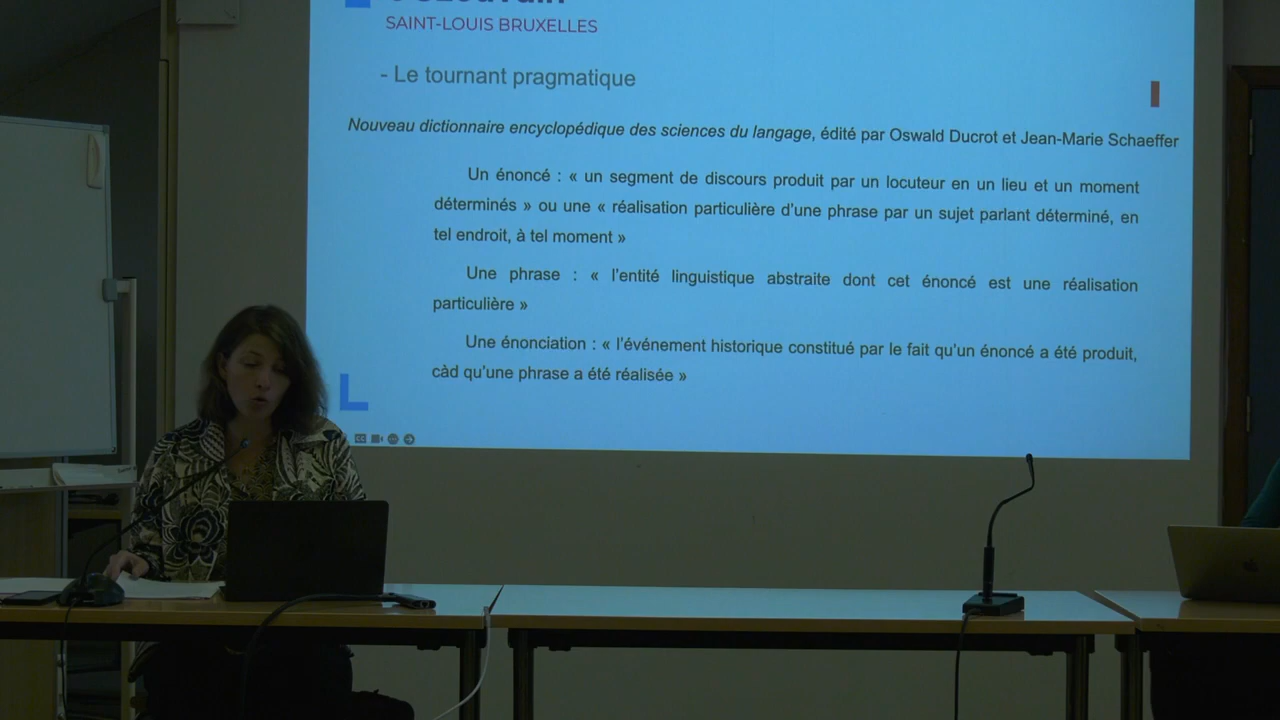 SAINT-LOUIS BRUXELLES
- Le tournant pragmatique
Nouveau dictionnaire encyclopédique des sciences du langage, édité par Oswald Ducrot et Jean-Marie Schaeffer
Un énoncé : « un segment de discours produit par un locuteur en un lieu et un moment
déterminés » ou une « réalisation particulière d'une phrase par un sujet parlant déterminé, en
tel endroit, à tel moment »
Une phrase : « l'entité linguistique abstraite dont cet énoncé est une réalisation
particulière »
Une énonciation : « l'événement historique constitué par le fait qu'un énoncé a été produit,
càd qu'une phrase a été réalisée »